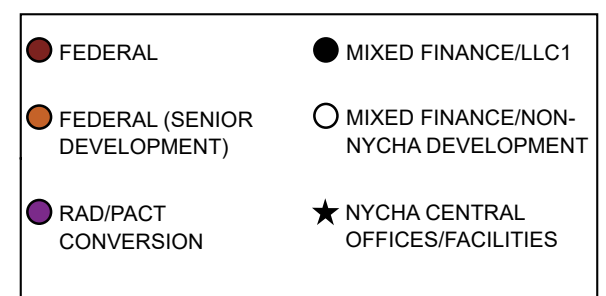 FEDERAL
FEDERAL (SENIOR
DEVELOPMENT)
RAD/PACT
CONVERSION
MIXED FINANCE/LLC1
MIXED FINANCE/NON-
NYCHA DEVELOPMENT
NYCHA CENTRAL
OFFICES/FACILITIES